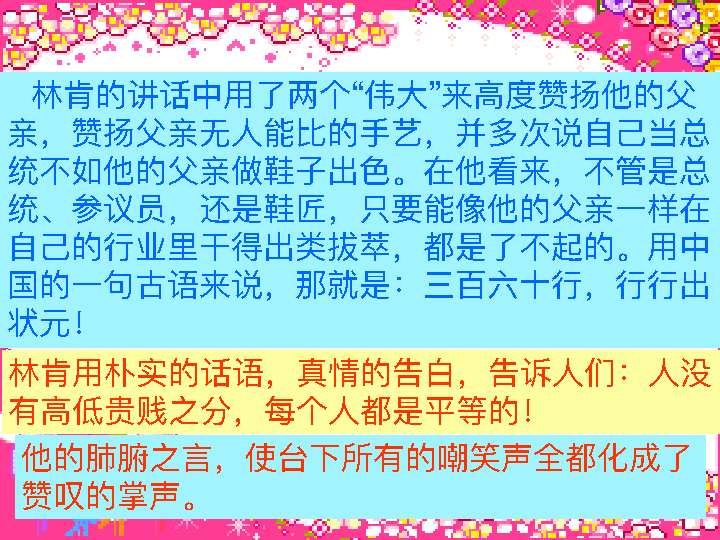 林肯的讲话中用了两个“伟大”来高度赞扬他的父
亲，赞扬父亲无人能比的手艺，并多次说自己当总
统不如他的父亲做鞋子出色。在他看来，不管是总
统、参议员，还是鞋匠，只要能像他的父亲一样在
自己的行业里干得出类拔萃，都是了不起的。用中
国的一句古语来说，那就是：三百六十行，行行出
状元！
林肯用朴实的话语，真情的告白，告诉人们：人没
有高低贵贱之分，每个人都是平等的！
他的肺腑之言，使台下所有的嘲笑声全都化成了
赞叹的掌声。